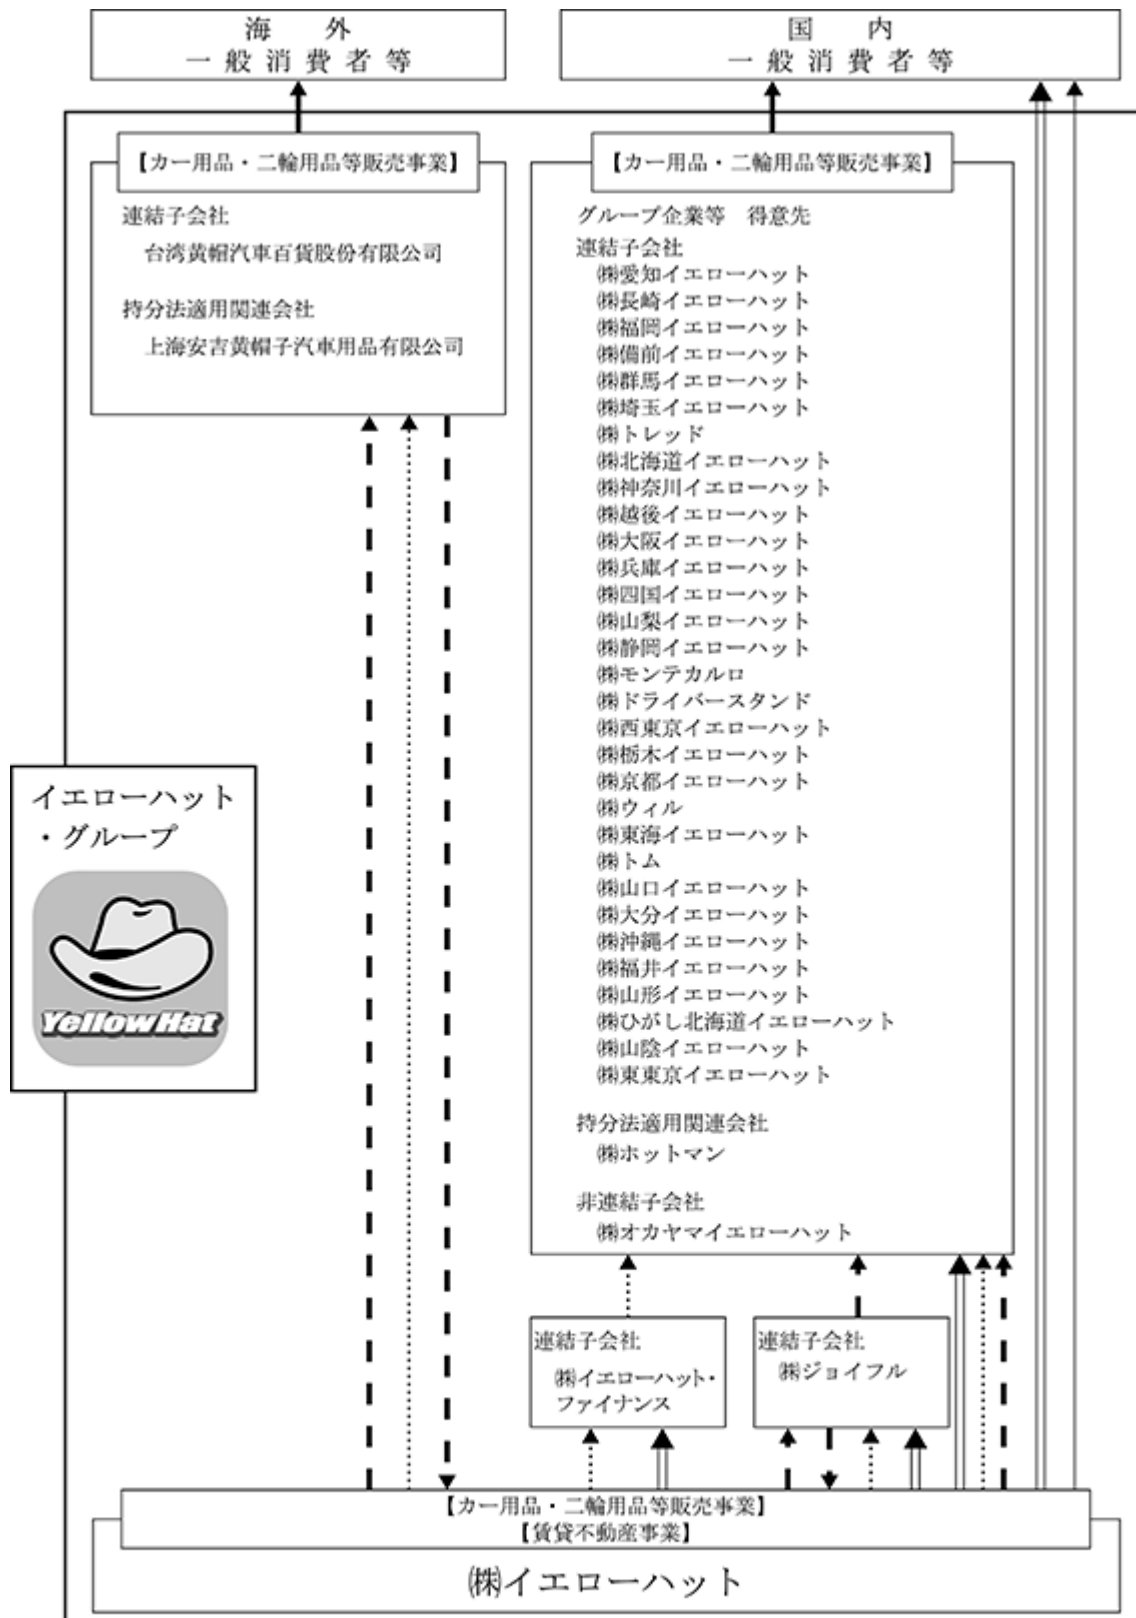 海　外
一般消費者等
国　内
一般消費者等
【カー用品・二輪用品等販売事業】
連結子会社
台湾黄帽汽車百貨股份有限公司
持分法適用関連会社
上海安吉黄帽子汽車用品有限公司
【カー用品・二輪用品等販売事業】
グループ企業等　得意先
連結子会社
㈱愛知イエローハット
㈱長崎イエローハット
㈱福岡イエローハット
㈱備前イエローハット
㈱群馬イエローハット
㈱埼玉イエローハット
㈱トレッド
㈱北海道イエローハット
㈱神奈川イエローハット
㈱越後イエローハット
㈱大阪イエローハット
㈱兵庫イエローハット
㈱四国イエローハット
㈱山梨イエローハット
㈱静岡イエローハット
㈱モンテカルロ
㈱ドライバースタンド
㈱西東京イエローハット
㈱栃木イエローハット
㈱京都イエローハット
㈱ウィル
㈱東海イエローハット
㈱トム
㈱山口イエローハット
㈱大分イエローハット
㈱沖縄イエローハット
㈱福井イエローハット
㈱山形イエローハット
㈱ひがし北海道イエローハット
㈱山陰イエローハット
㈱東東京イエローハット
持分法適用関連会社
㈱ホットマン
非連結子会社
㈱オカヤマイエローハット
イエローハット
・グループ
YellowHat
連結子会社
㈱イエローハット・
ファイナンス
連結子会社
㈱ジョイフル
【カー用品・二輪用品等販売事業】
【賃貸不動産事業】
㈱イエローハット